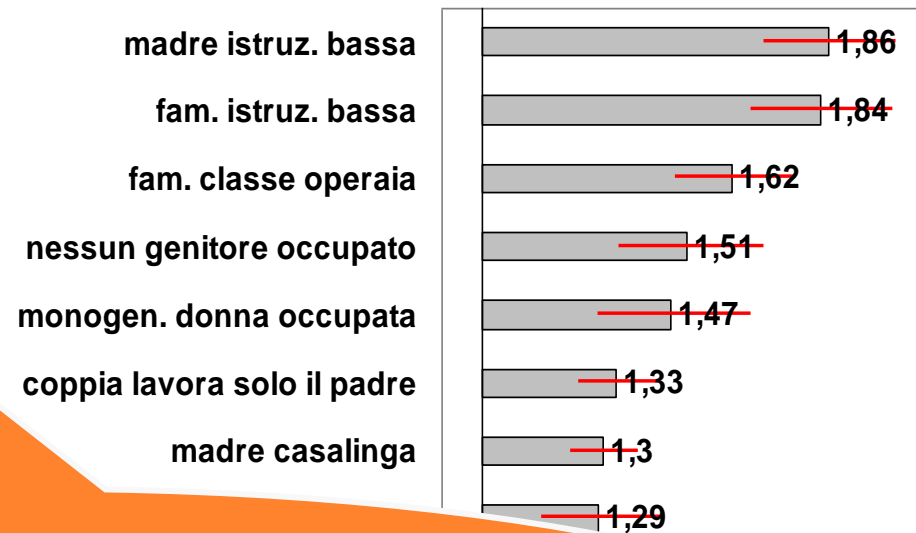 madre istruz. bassa 1,86
fam. istruz. bassa 1,84
fam. classe operaia 1,62
nessun genitore occupato 1,51
monogen. donna occupata 1,47
coppia lavora solo il padre 1,33
madre casalinga 1,3
1,29